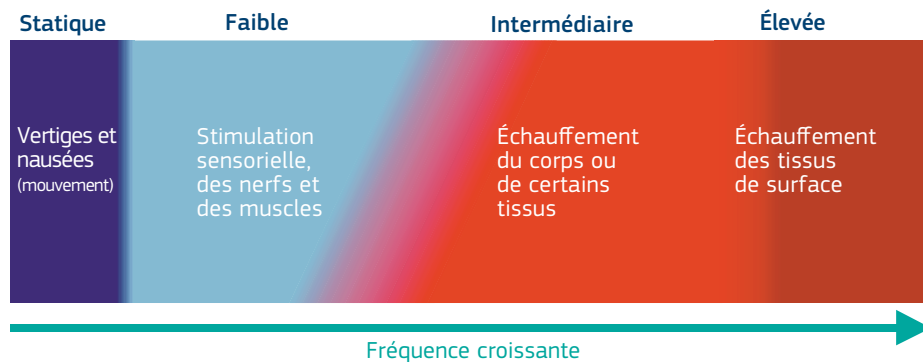 Statique
Faible
Intermédiaire
Élevée
Vertiges et
nausées
(mouvement)
Stimulation
sensorielle,
des nerfs et
des muscles
Échauffement
du corps ou
de certains
tissus
Échauffement
des tissus
de surface
Fréquence croissante